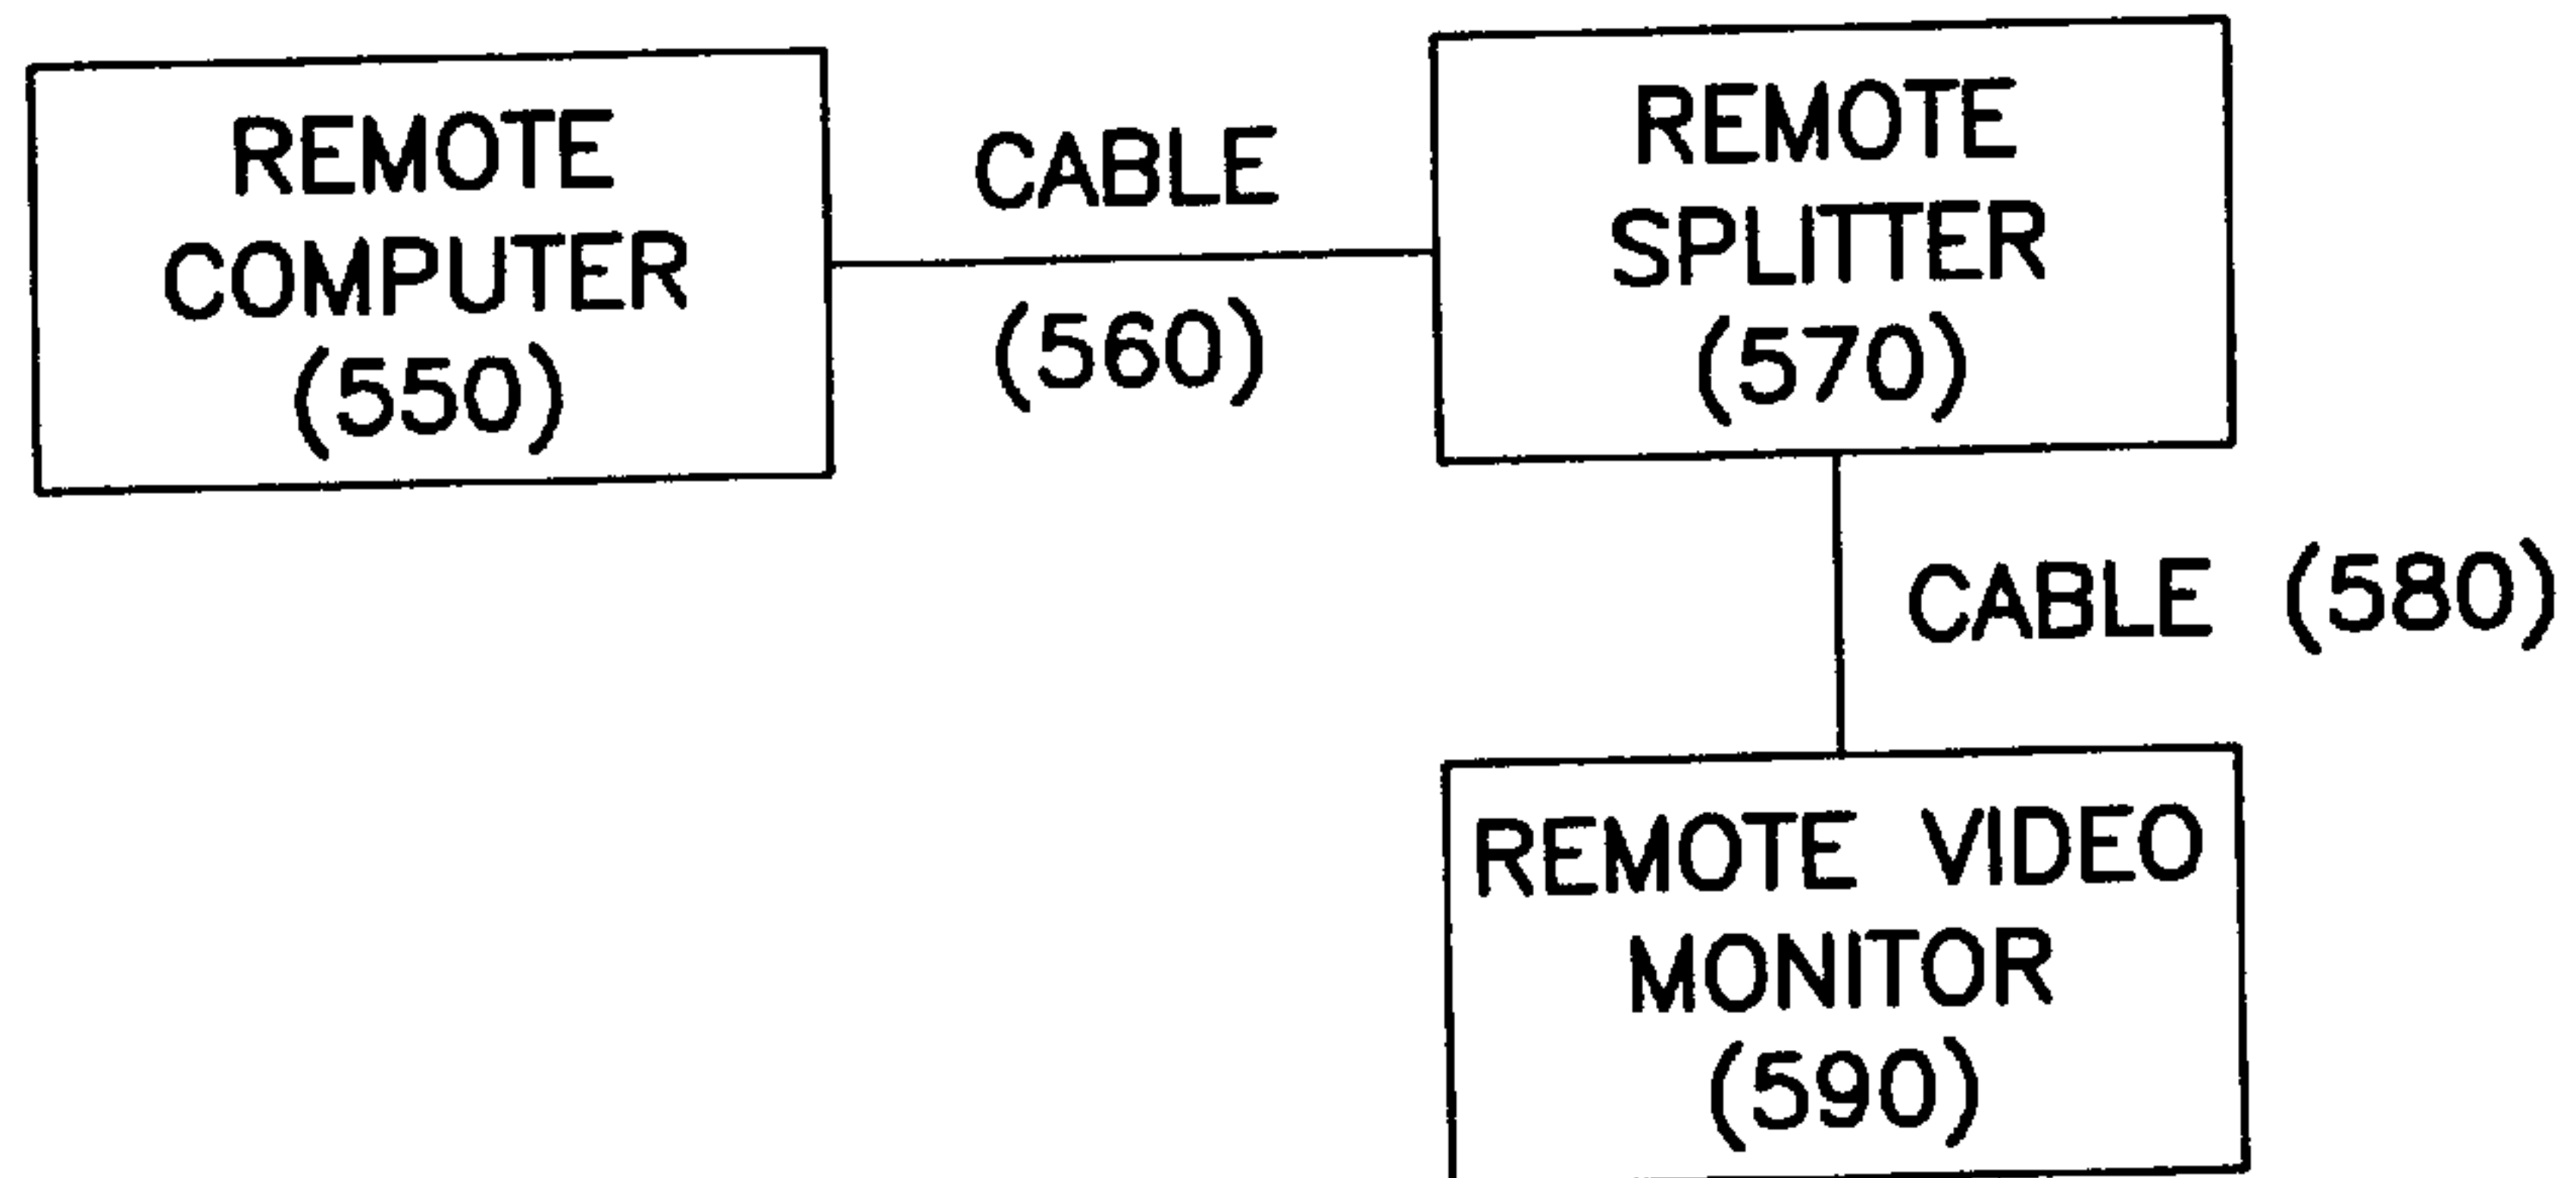 REMOTE
COMPUTER
(550)
CABLE
(560)
REMOTE
SPLITTER
(570)
CABLE (580)
REMOTE VIDEO
MONITOR
(590)